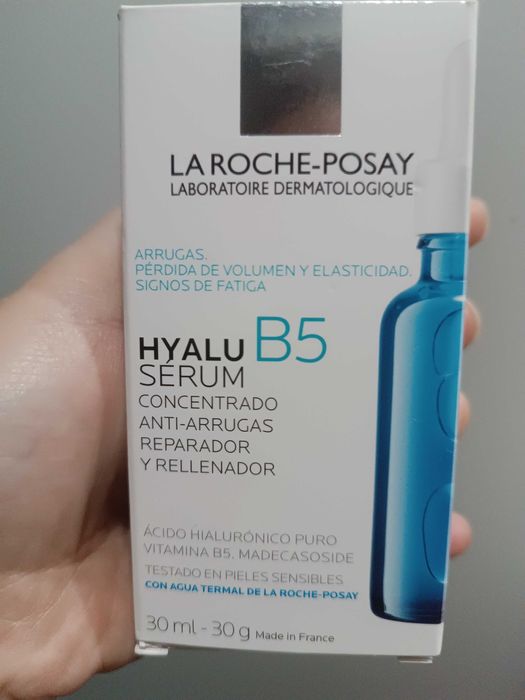 LA ROCHE-POSAY
LABORATOIRE DERMATOLOGIQUE
ARRUGAS.
PÉRDIDA DE VOLUMEN Y ELASTICIDAD.
SIGNOS DE FATIGA
HYALU B5
SÉRUM
CONCENTRADO
ANTI-ARRUGAS
REPARADOR
Y RELLENADOR
ÁCIDO HIALURÓNICO PURO
VITAMINA B5. MADECASOSIDE
TESTADO EN PIELES SENSIBLES
CON AGUA TERMAL DE LA ROCHE-POSAY
30 ml - 30 g Made in France